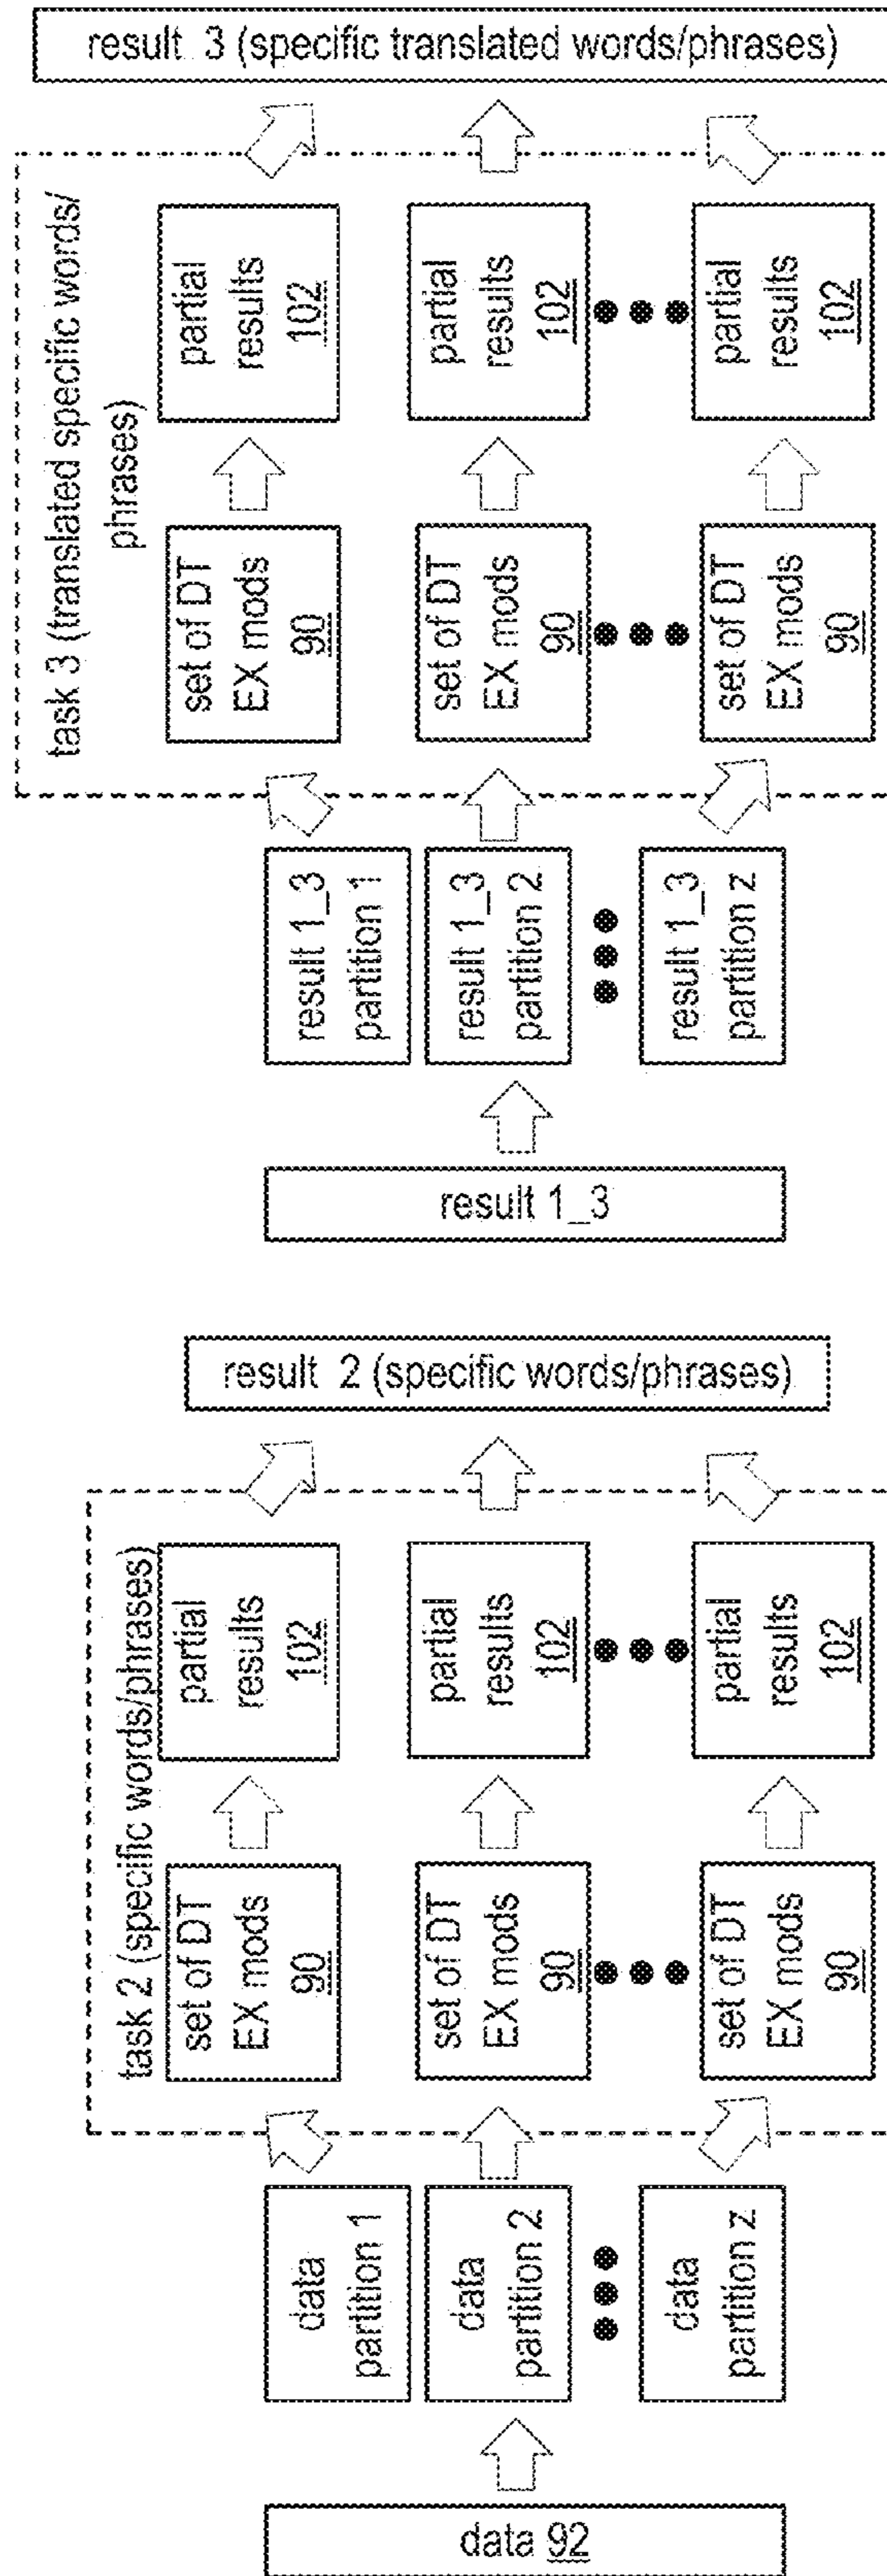 data 92
data
partition 1
data
partition 2
data
partition z
task 2 (specific words/phrases)
set of DT
EX mods
90
set of DT
EX mods
90
set of DT
EX mods
90
partial
results
102
partial
results
102
partial
results
102
result 2 (specific words/phrases)
result 1_3
result 1_3
partition 1
result 1_3
partition 2
result 1_3
partition z
task 3 (translated specific words/
phrases)
set of DT
EX mods
90
set of DT
EX mods
90
set of DT
EX mods
90
partial
results
102
partial
results
102
partial
results
102
result 3 (specific translated words/phrases)